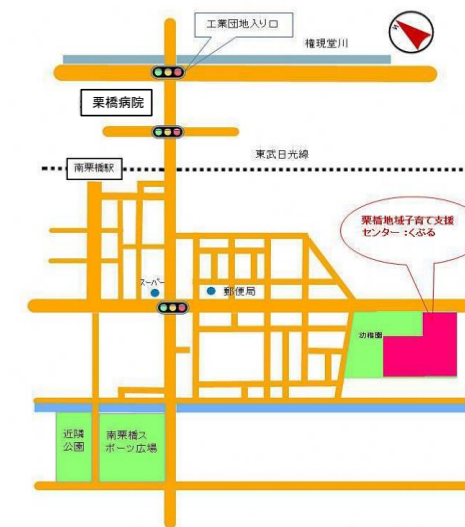 工業団地入り口
権現堂川
栗橋病院
東武日光線
南栗橋駅
栗橋地域子育て支援
センター:くぷる
スーパー
郵便局
幼稚園
近隣
公園
南栗橋ス
ポーツ広場